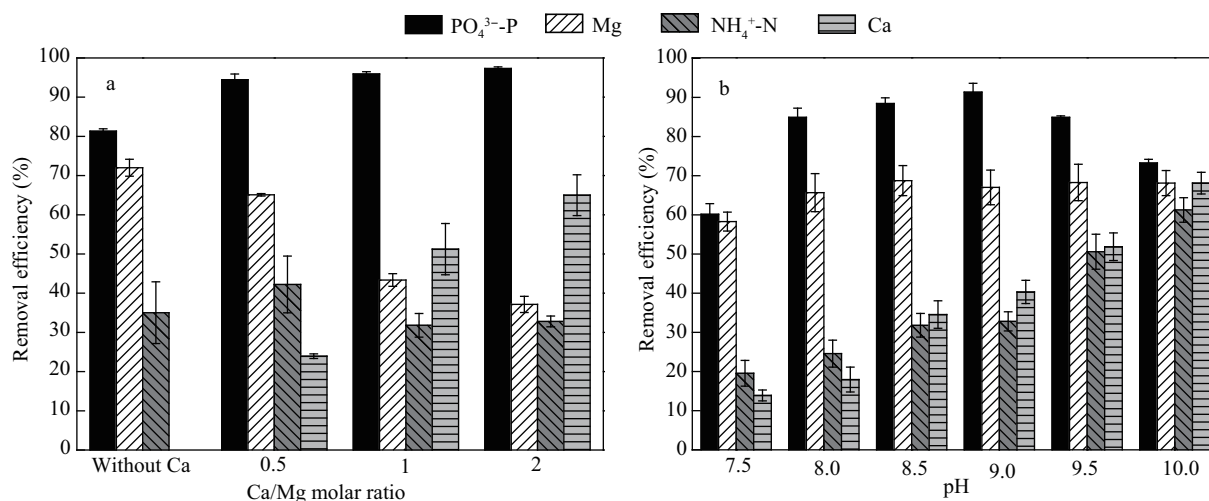 PO₄³⁻-P Mg NH₄⁺-N Ca
a
100
90
80
70
60
50
40
30
20
10
0
Removal efficiency (%)
Without Ca 0.5 1 2
Ca/Mg molar ratio
b
100
90
80
70
60
50
40
30
20
10
0
Removal efficiency (%)
7.5 8.0 8.5 9.0 9.5 10.0
pH